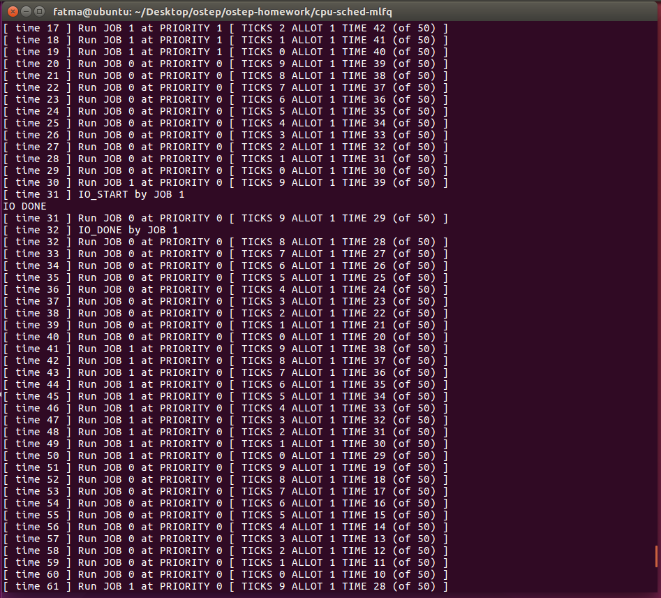 fatma@ubuntu: ~/Desktop/ostep/ostep-homework/cpu-sched-mlfq
[ time 17 ] Run JOB 1 at PRIORITY 1 [ TICKS 2 ALLOT 1 TIME 42 (of 50) ]
[ time 18 ] Run JOB 1 at PRIORITY 1 [ TICKS 1 ALLOT 1 TIME 41 (of 50) ]
[ time 19 ] Run JOB 1 at PRIORITY 1 [ TICKS 0 ALLOT 1 TIME 40 (of 50) ]
[ time 20 ] Run JOB 0 at PRIORITY 0 [ TICKS 9 ALLOT 1 TIME 39 (of 50) ]
[ time 21 ] Run JOB 0 at PRIORITY 0 [ TICKS 8 ALLOT 1 TIME 38 (of 50) ]
[ time 22 ] Run JOB 0 at PRIORITY 0 [ TICKS 7 ALLOT 1 TIME 37 (of 50) ]
[ time 23 ] Run JOB 0 at PRIORITY 0 [ TICKS 6 ALLOT 1 TIME 36 (of 50) ]
[ time 24 ] Run JOB 0 at PRIORITY 0 [ TICKS 5 ALLOT 1 TIME 35 (of 50) ]
[ time 25 ] Run JOB 0 at PRIORITY 0 [ TICKS 4 ALLOT 1 TIME 34 (of 50) ]
[ time 26 ] Run JOB 0 at PRIORITY 0 [ TICKS 3 ALLOT 1 TIME 33 (of 50) ]
[ time 27 ] Run JOB 0 at PRIORITY 0 [ TICKS 2 ALLOT 1 TIME 32 (of 50) ]
[ time 28 ] Run JOB 0 at PRIORITY 0 [ TICKS 1 ALLOT 1 TIME 31 (of 50) ]
[ time 29 ] Run JOB 0 at PRIORITY 0 [ TICKS 0 ALLOT 1 TIME 30 (of 50) ]
[ time 30 ] Run JOB 1 at PRIORITY 0 [ TICKS 9 ALLOT 1 TIME 39 (of 50) ]
[ time 31 ] IO_START by JOB 1
IO DONE
[ time 31 ] Run JOB 0 at PRIORITY 0 [ TICKS 9 ALLOT 1 TIME 29 (of 50) ]
[ time 32 ] IO_DONE by JOB 1
[ time 32 ] Run JOB 0 at PRIORITY 0 [ TICKS 8 ALLOT 1 TIME 28 (of 50) ]
[ time 33 ] Run JOB 0 at PRIORITY 0 [ TICKS 7 ALLOT 1 TIME 27 (of 50) ]
[ time 34 ] Run JOB 0 at PRIORITY 0 [ TICKS 6 ALLOT 1 TIME 26 (of 50) ]
[ time 35 ] Run JOB 0 at PRIORITY 0 [ TICKS 5 ALLOT 1 TIME 25 (of 50) ]
[ time 36 ] Run JOB 0 at PRIORITY 0 [ TICKS 4 ALLOT 1 TIME 24 (of 50) ]
[ time 37 ] Run JOB 0 at PRIORITY 0 [ TICKS 3 ALLOT 1 TIME 23 (of 50) ]
[ time 38 ] Run JOB 0 at PRIORITY 0 [ TICKS 2 ALLOT 1 TIME 22 (of 50) ]
[ time 39 ] Run JOB 0 at PRIORITY 0 [ TICKS 1 ALLOT 1 TIME 21 (of 50) ]
[ time 40 ] Run JOB 0 at PRIORITY 0 [ TICKS 0 ALLOT 1 TIME 20 (of 50) ]
[ time 41 ] Run JOB 1 at PRIORITY 0 [ TICKS 9 ALLOT 1 TIME 38 (of 50) ]
[ time 42 ] Run JOB 1 at PRIORITY 0 [ TICKS 8 ALLOT 1 TIME 37 (of 50) ]
[ time 43 ] Run JOB 1 at PRIORITY 0 [ TICKS 7 ALLOT 1 TIME 36 (of 50) ]
[ time 44 ] Run JOB 1 at PRIORITY 0 [ TICKS 6 ALLOT 1 TIME 35 (of 50) ]
[ time 45 ] Run JOB 1 at PRIORITY 0 [ TICKS 5 ALLOT 1 TIME 34 (of 50) ]
[ time 46 ] Run JOB 1 at PRIORITY 0 [ TICKS 4 ALLOT 1 TIME 33 (of 50) ]
[ time 47 ] Run JOB 1 at PRIORITY 0 [ TICKS 3 ALLOT 1 TIME 32 (of 50) ]
[ time 48 ] Run JOB 1 at PRIORITY 0 [ TICKS 2 ALLOT 1 TIME 31 (of 50) ]
[ time 49 ] Run JOB 1 at PRIORITY 0 [ TICKS 1 ALLOT 1 TIME 30 (of 50) ]
[ time 50 ] Run JOB 1 at PRIORITY 0 [ TICKS 0 ALLOT 1 TIME 29 (of 50) ]
[ time 51 ] Run JOB 0 at PRIORITY 0 [ TICKS 9 ALLOT 1 TIME 19 (of 50) ]
[ time 52 ] Run JOB 0 at PRIORITY 0 [ TICKS 8 ALLOT 1 TIME 18 (of 50) ]
[ time 53 ] Run JOB 0 at PRIORITY 0 [ TICKS 7 ALLOT 1 TIME 17 (of 50) ]
[ time 54 ] Run JOB 0 at PRIORITY 0 [ TICKS 6 ALLOT 1 TIME 16 (of 50) ]
[ time 55 ] Run JOB 0 at PRIORITY 0 [ TICKS 5 ALLOT 1 TIME 15 (of 50) ]
[ time 56 ] Run JOB 0 at PRIORITY 0 [ TICKS 4 ALLOT 1 TIME 14 (of 50) ]
[ time 57 ] Run JOB 0 at PRIORITY 0 [ TICKS 3 ALLOT 1 TIME 13 (of 50) ]
[ time 58 ] Run JOB 0 at PRIORITY 0 [ TICKS 2 ALLOT 1 TIME 12 (of 50) ]
[ time 59 ] Run JOB 0 at PRIORITY 0 [ TICKS 1 ALLOT 1 TIME 11 (of 50) ]
[ time 60 ] Run JOB 0 at PRIORITY 0 [ TICKS 0 ALLOT 1 TIME 10 (of 50) ]
[ time 61 ] Run JOB 1 at PRIORITY 0 [ TICKS 9 ALLOT 1 TIME 28 (of 50) ]